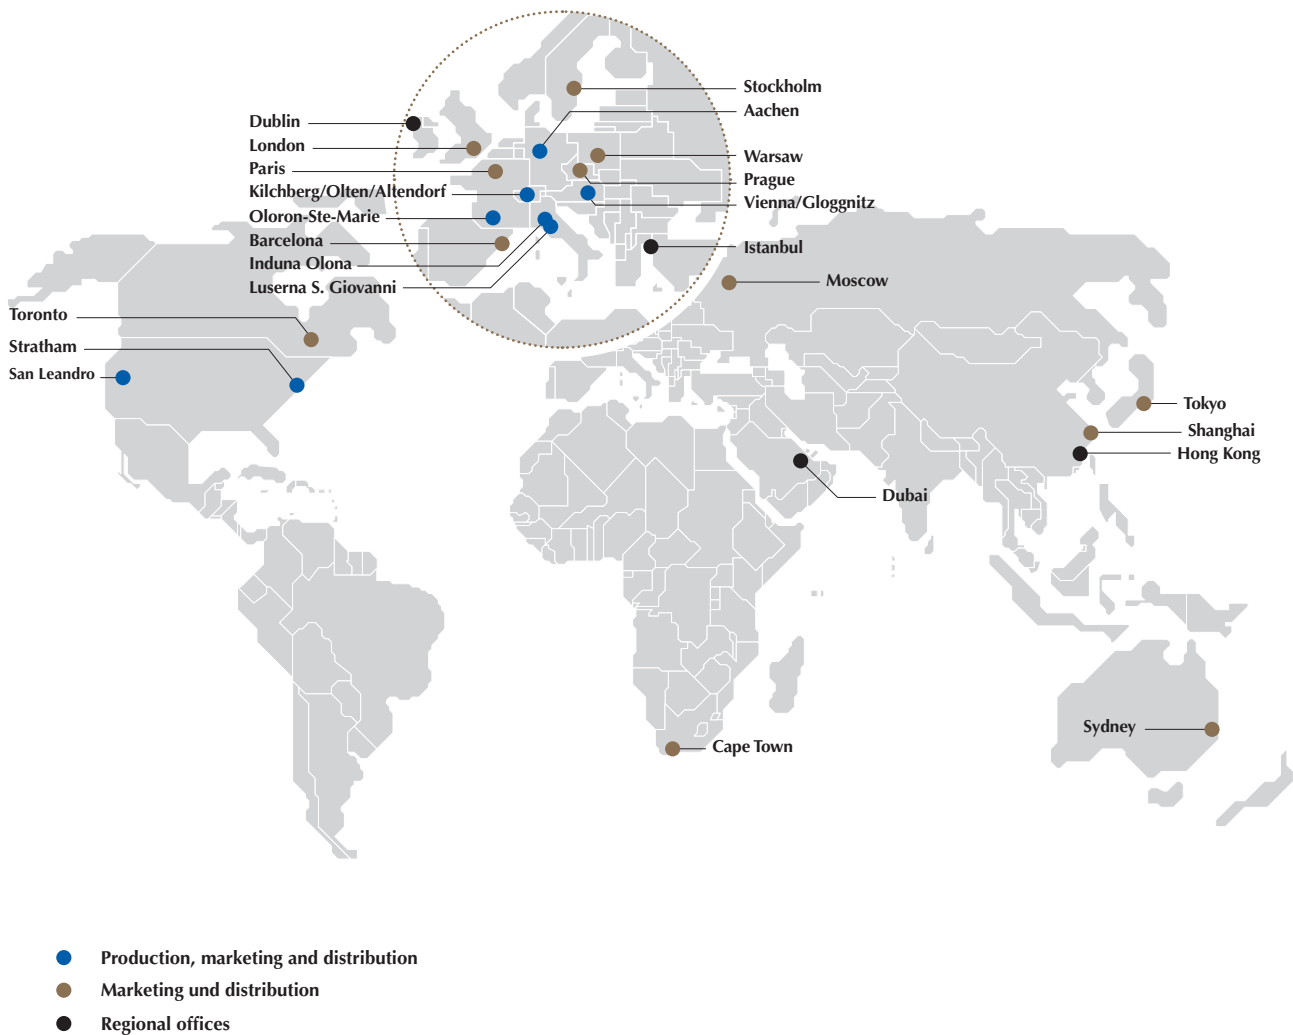 Stockholm
Aachen
Dublin
London
Warsaw
Paris
Prague
Kilchberg/Olten/Altendorf
Vienna/Gloggnitz
Oloron-Ste-Marie
Barcelona
Istanbul
Induna Olona
Moscow
Luserna S. Giovanni
Toronto
Stratham
San Leandro
Tokyo
Shanghai
Hong Kong
Dubai
Sydney
Cape Town
Production, marketing and distribution
Marketing und distribution
Regional offices